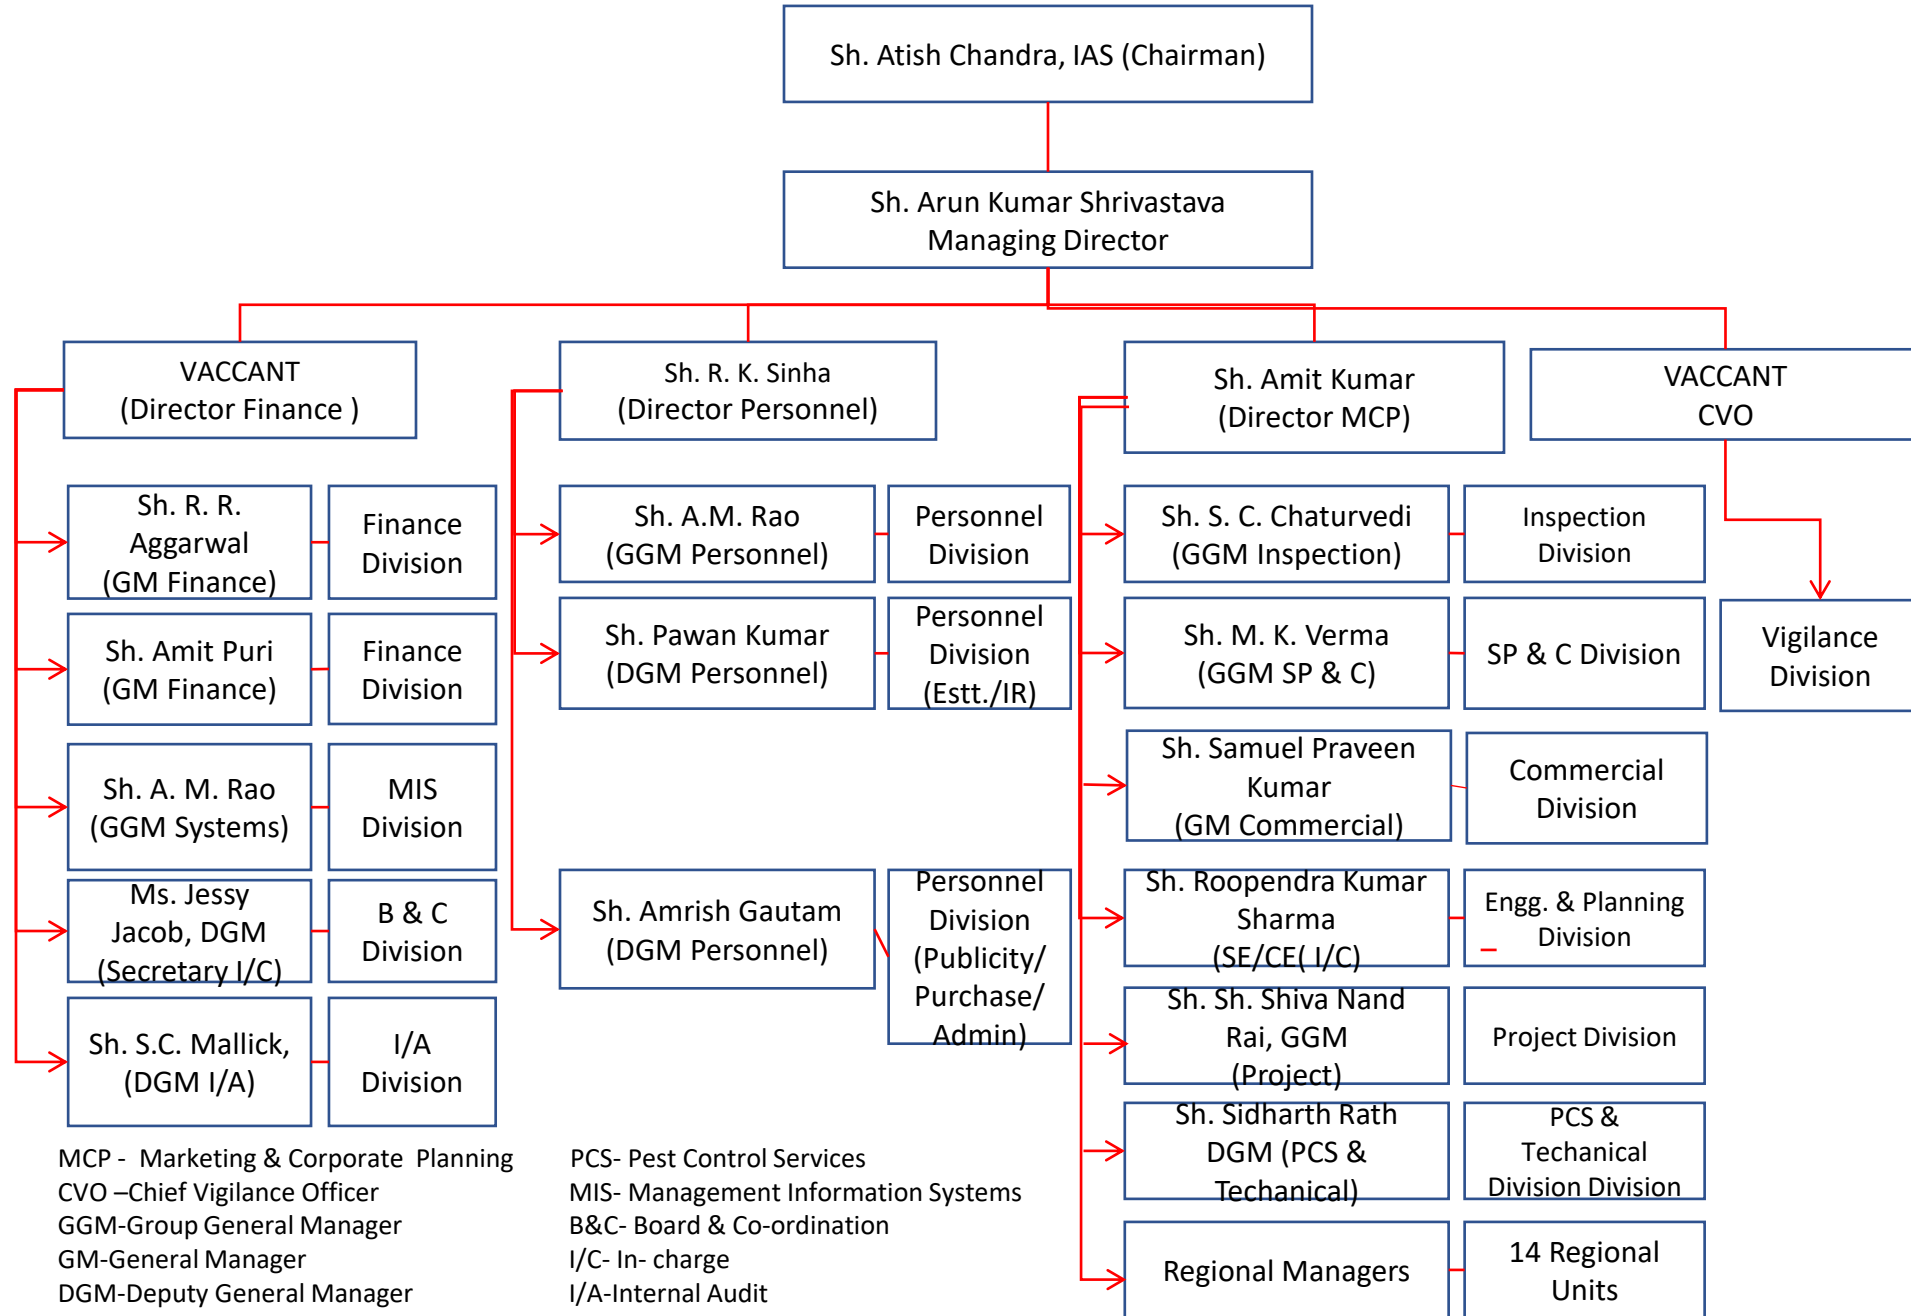 Sh. Atish Chandra, IAS (Chairman)
Sh. Arun Kumar Shrivastava
Managing Director
VACCANT
(Director Finance )
Sh. R. K. Sinha
(Director Personnel)
Sh. Amit Kumar
(Director MCP)
VACCANT
CVO
Sh. R. R.
Aggarwal
(GM Finance)
Finance
Division
Sh. Amit Puri
(GM Finance)
Finance
Division
Sh. A. M. Rao
(GGM Systems)
MIS
Division
Ms. Jessy
Jacob, DGM
(Secretary I/C)
B & C
Division
Sh. S.C. Mallick,
(DGM I/A)
I/A
Division
Sh. A.M. Rao
(GGM Personnel)
Personnel
Division
Sh. Pawan Kumar
(DGM Personnel)
Personnel
Division
(Estt./IR)
Sh. Amrish Gautam
(DGM Personnel)
Personnel
Division
(Publicity/
Purchase/
Admin)
Sh. S. C. Chaturvedi
(GGM Inspection)
Inspection
Division
Sh. M. K. Verma
(GGM SP & C)
SP & C Division
Sh. Samuel Praveen
Kumar
(GM Commercial)
Commercial
Division
Sh. Roopendra Kumar
Sharma
(SE/CE( I/C)
Engg. & Planning
Division
Sh. Sh. Shiva Nand
Rai, GGM
(Project)
Project Division
Sh. Sidharth Rath
DGM (PCS &
Techanical)
PCS &
Techanical
Division Division
Regional Managers
14 Regional
Units
Vigilance
Division
MCP - Marketing & Corporate Planning
CVO –Chief Vigilance Officer
GGM-Group General Manager
GM-General Manager
DGM-Deputy General Manager
PCS- Pest Control Services
MIS- Management Information Systems
B&C- Board & Co-ordination
I/C- In- charge
I/A-Internal Audit